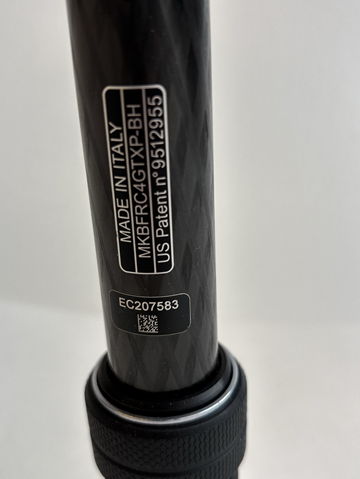 MADE IN ITALY
MKBFRC4GTXP-BH
US Patent n°9512955
EC207583